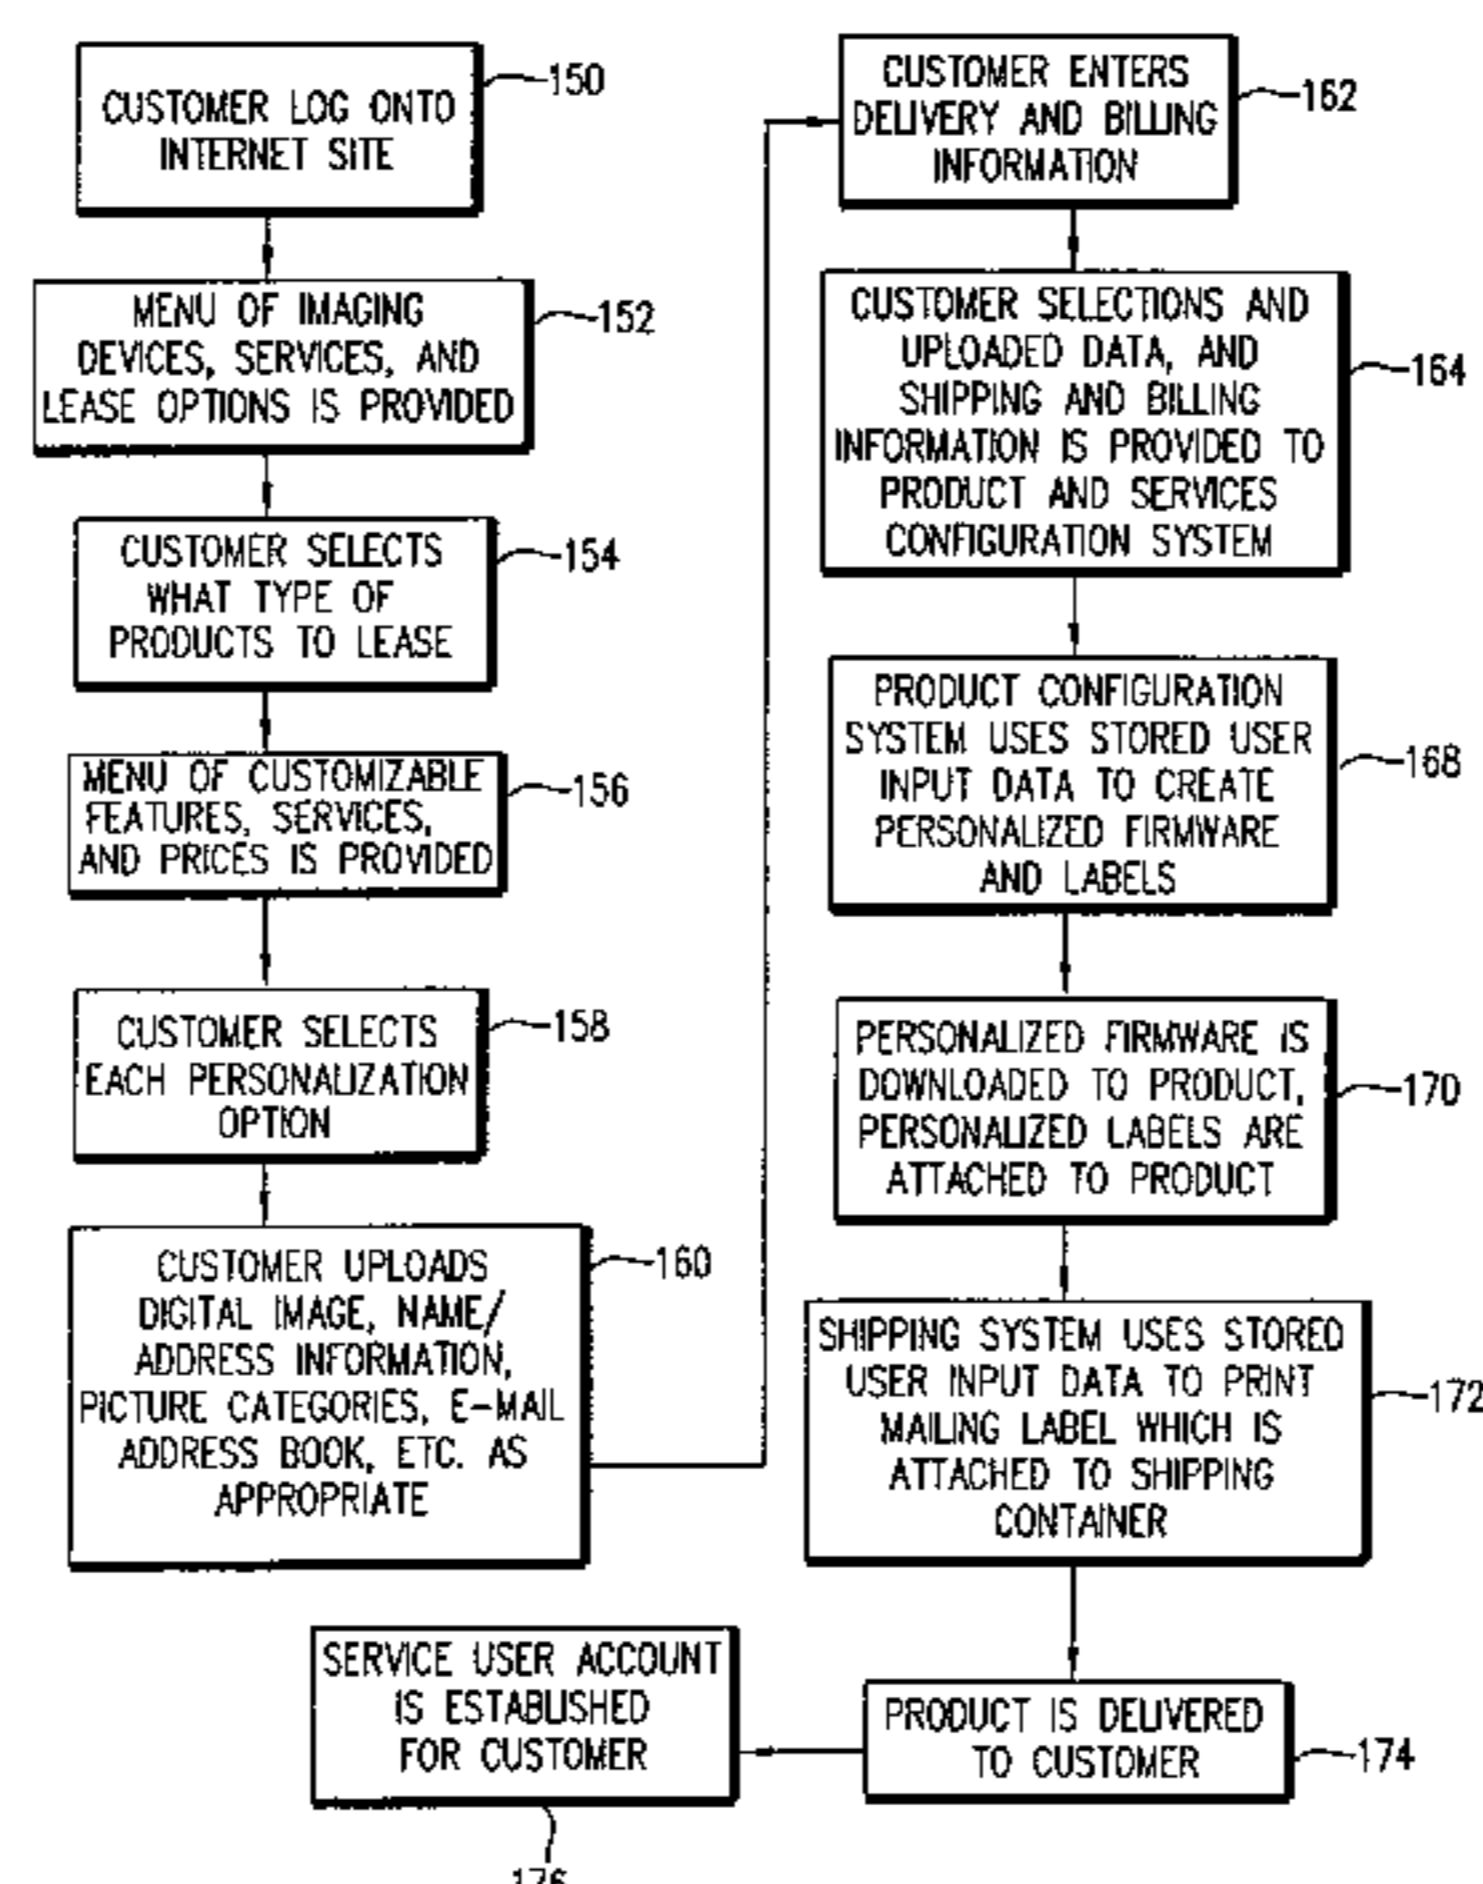 CUSTOMER LOG ONTO
INTERNET SITE
150
MENU OF IMAGING
DEVICES, SERVICES, AND
LEASE OPTIONS IS PROVIDED
152
CUSTOMER SELECTS
WHAT TYPE OF
PRODUCTS TO LEASE
154
MENU OF CUSTOMIZABLE
FEATURES, SERVICES,
AND PRICES IS PROVIDED
156
CUSTOMER SELECTS
EACH PERSONALIZATION
OPTION
158
CUSTOMER UPLOADS
DIGITAL IMAGE, NAME/
ADDRESS INFORMATION,
PICTURE CATEGORIES, E-MAIL
ADDRESS BOOK, ETC. AS
APPROPRIATE
160
CUSTOMER ENTERS
DELIVERY AND BILLING
INFORMATION
162
CUSTOMER SELECTIONS AND
UPLOADED DATA, AND
SHIPPING AND BILLING
INFORMATION IS PROVIDED TO
PRODUCT AND SERVICES
CONFIGURATION SYSTEM
164
PRODUCT CONFIGURATION
SYSTEM USES STORED USER
INPUT DATA TO CREATE
PERSONALIZED FIRMWARE
AND LABELS
168
PERSONALIZED FIRMWARE IS
DOWNLOADED TO PRODUCT,
PERSONALIZED LABELS ARE
ATTACHED TO PRODUCT
170
SHIPPING SYSTEM USES STORED
USER INPUT DATA TO PRINT
MAILING LABEL WHICH IS
ATTACHED TO SHIPPING
CONTAINER
172
PRODUCT IS DELIVERED
TO CUSTOMER
174
SERVICE USER ACCOUNT
IS ESTABLISHED
FOR CUSTOMER
176